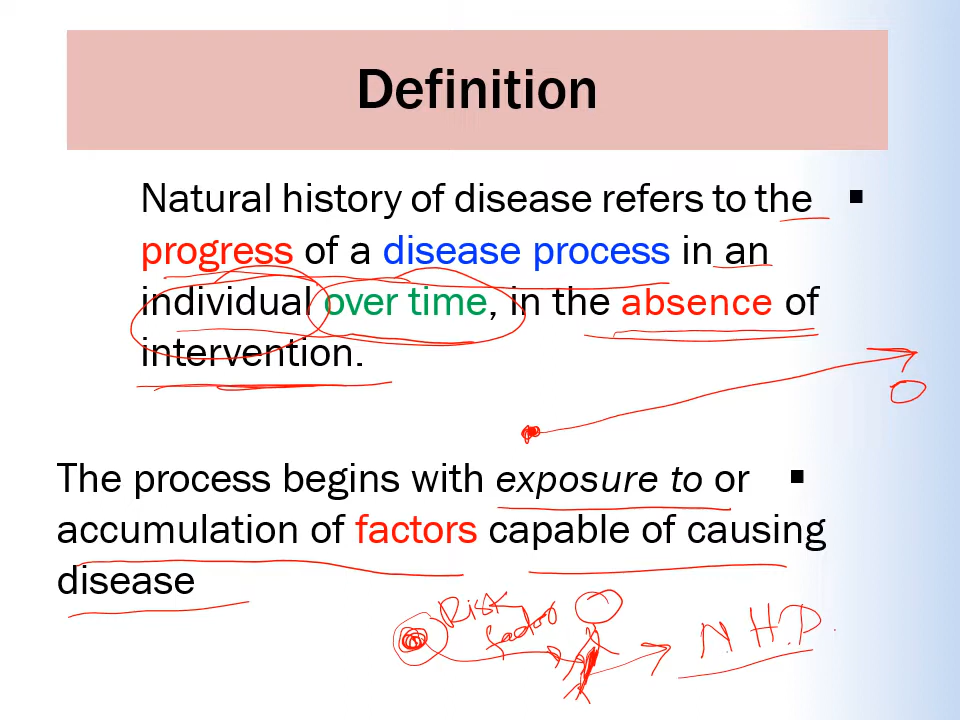 Definition
Natural history of disease refers to the
progress of a disease process in an
individual over time, in the absence of
intervention.
O
The process begins with exposure to or
accumulation of factors capable of causing
disease
Risk
factor
N.H.D.